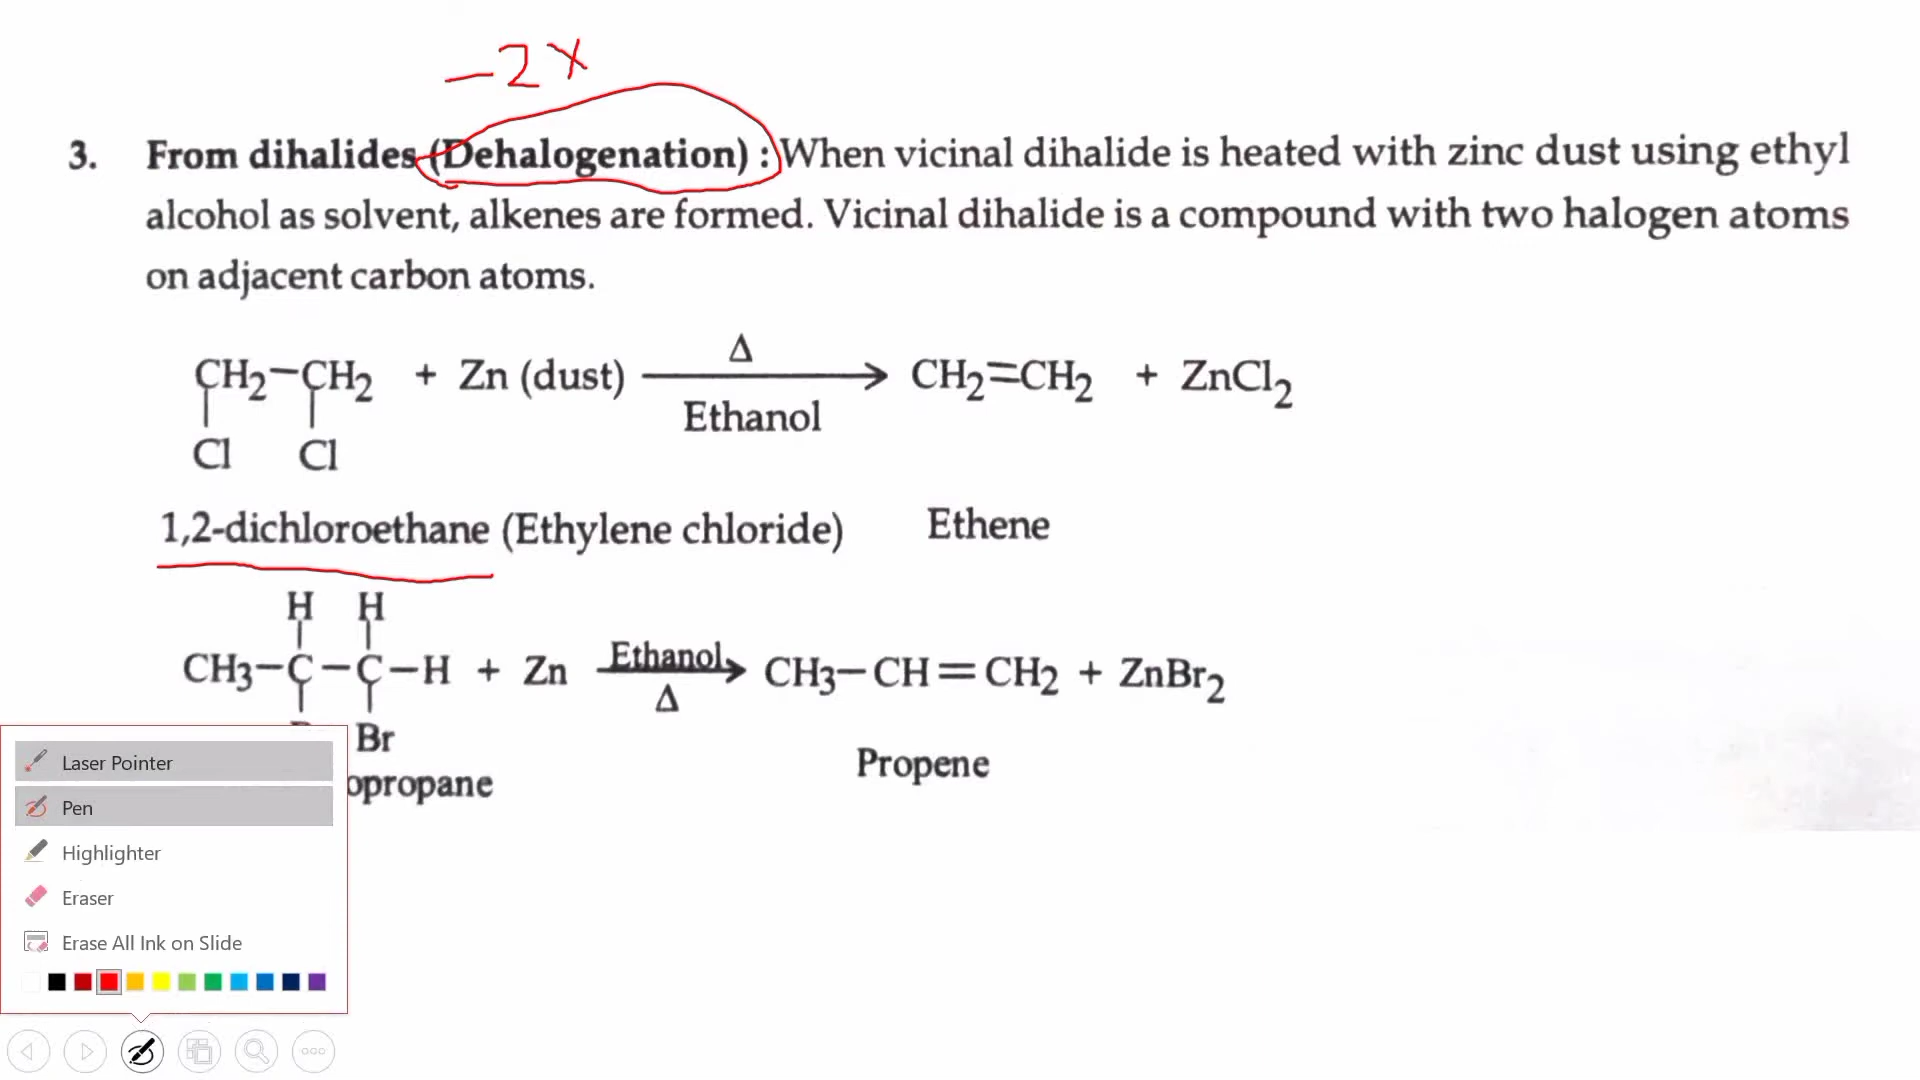 −2x
3. From dihalides (Dehalogenation) : When vicinal dihalide is heated with zinc dust using ethyl
alcohol as solvent, alkenes are formed. Vicinal dihalide is a compound with two halogen atoms
on adjacent carbon atoms.
Δ
CH2−CH2 + Zn (dust) ⟶ CH2=CH2 + ZnCl2
Ethanol
Cl Cl
1,2-dichloroethane (Ethylene chloride) Ethene
H H
Ethanol
CH3−C−C−H + Zn ⟶ CH3−CH=CH2 + ZnBr2
Δ
Br
opropane Propene
Laser Pointer
Pen
Highlighter
Eraser
Erase All Ink on Slide